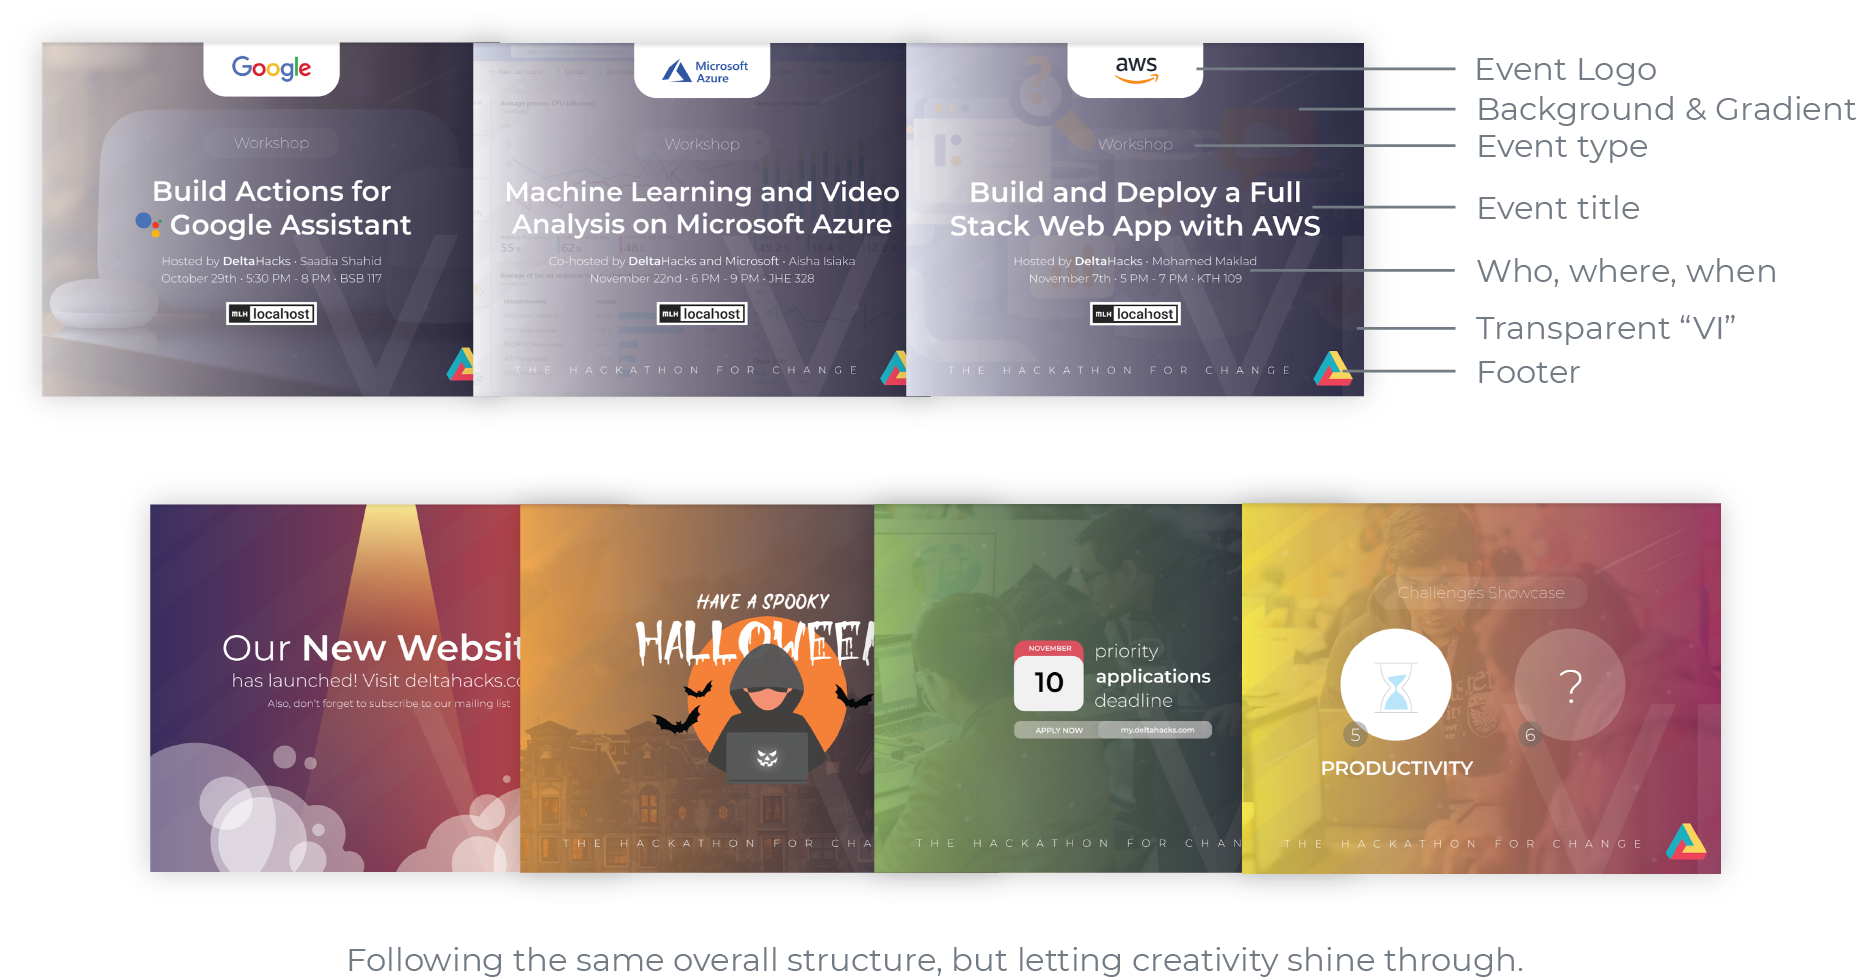 Google
Workshop
Build Actions for
Google Assistant
Hosted by DeltaHacks · Saadia Shahid
October 29th · 5:30 PM - 8 PM · BSB 117
MLH localhost
Microsoft
Azure
Workshop
Machine Learning and Video
Analysis on Microsoft Azure
Co-hosted by DeltaHacks and Microsoft · Aisha Isiaka
November 22nd · 6 PM - 9 PM · JHE 328
MLH localhost
THE HACKATHON FOR CHANGE
aws
Workshop
Build and Deploy a Full
Stack Web App with AWS
Hosted by DeltaHacks · Mohamed Maklad
November 7th · 5 PM - 7 PM · KTH 109
MLH localhost
THE HACKATHON FOR CHANGE
VI
Event Logo
Background & Gradient
Event type
Event title
Who, where, when
Transparent “VI”
Footer
Our New Websit
has launched! Visit deltahacks.co
Also, don't forget to subscribe to our mailing list
HAVE A SPOOKY
HALLOWEEN
THE HACKATHON FOR CHA
NOVEMBER
10
priority
applications
deadline
APPLY NOW my.deltahacks.com
THE HACKATHON FOR CHAN
Challenges Showcase
?
5
6
PRODUCTIVITY
VI
THE HACKATHON FOR CHANGE
Following the same overall structure, but letting creativity shine through.